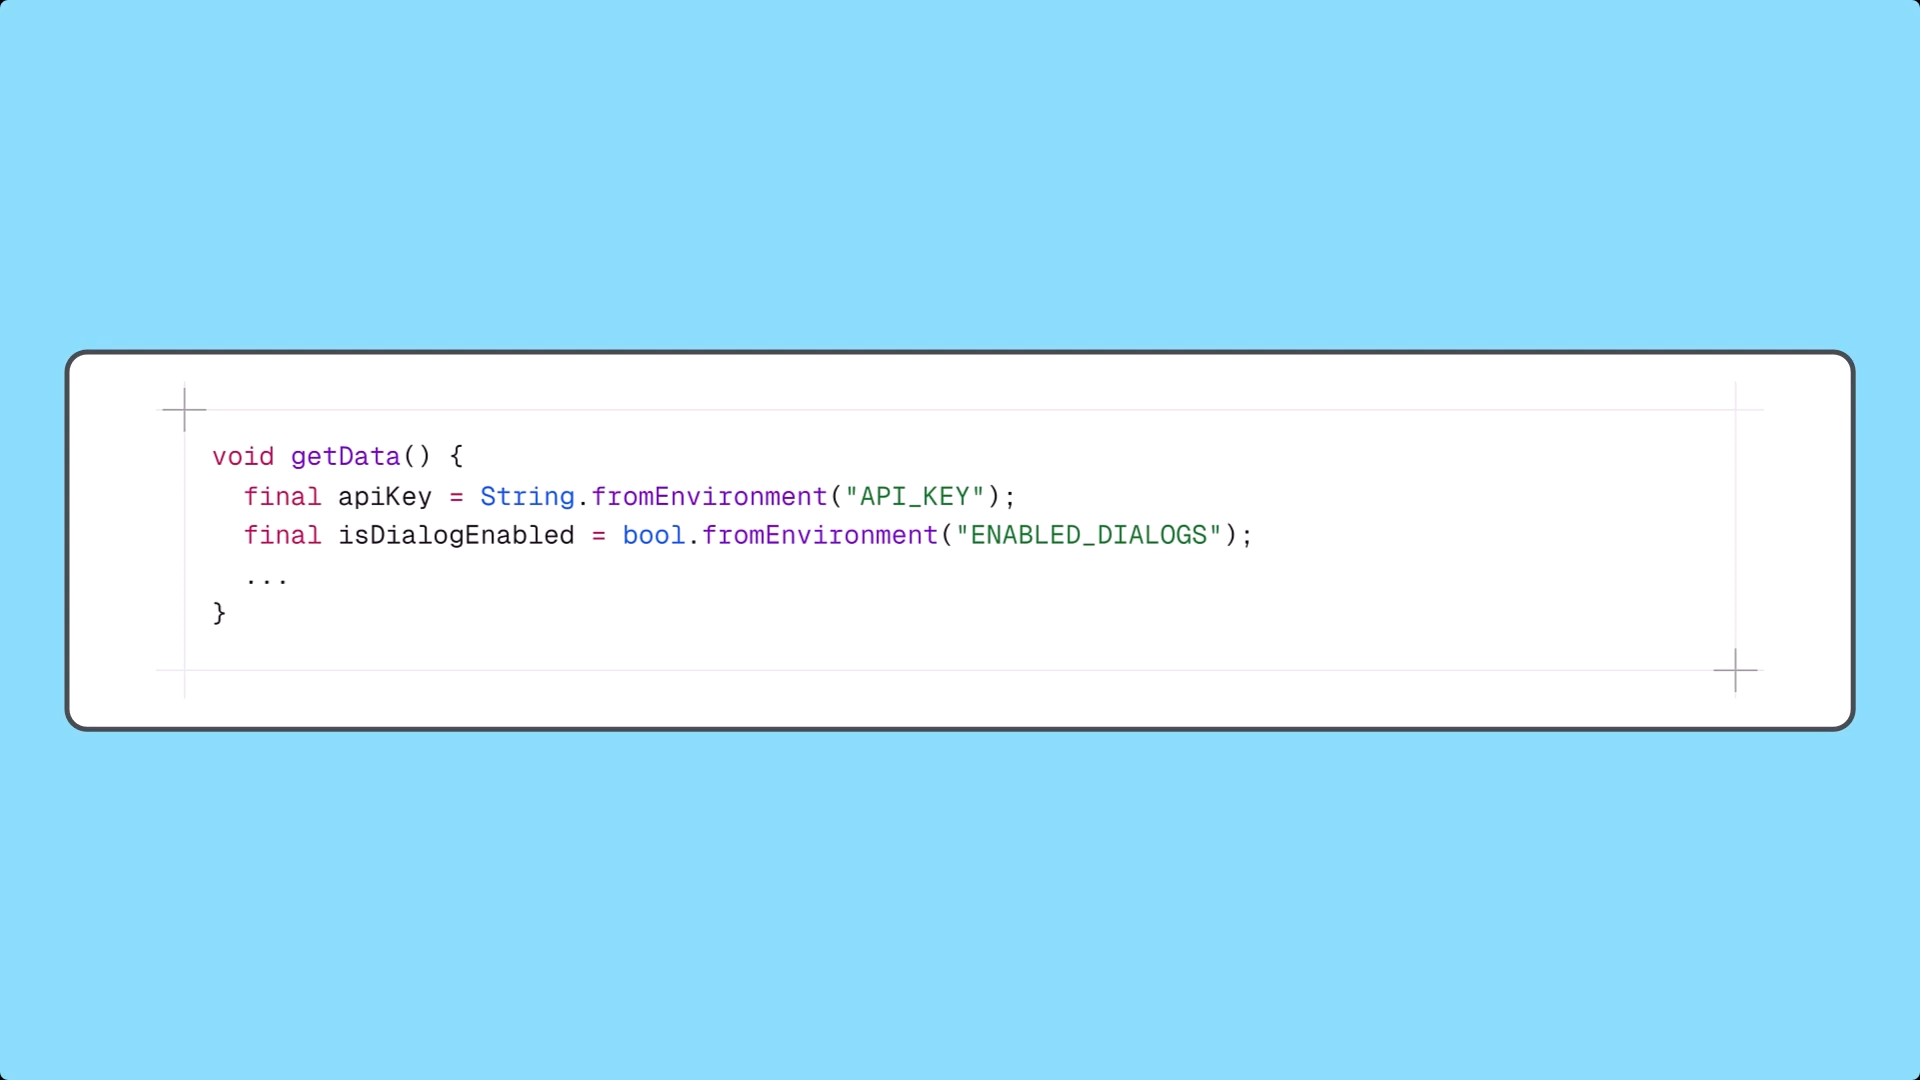 void getData() {
  final apiKey = String.fromEnvironment("API_KEY");
  final isDialogEnabled = bool.fromEnvironment("ENABLED_DIALOGS");
  ...
}